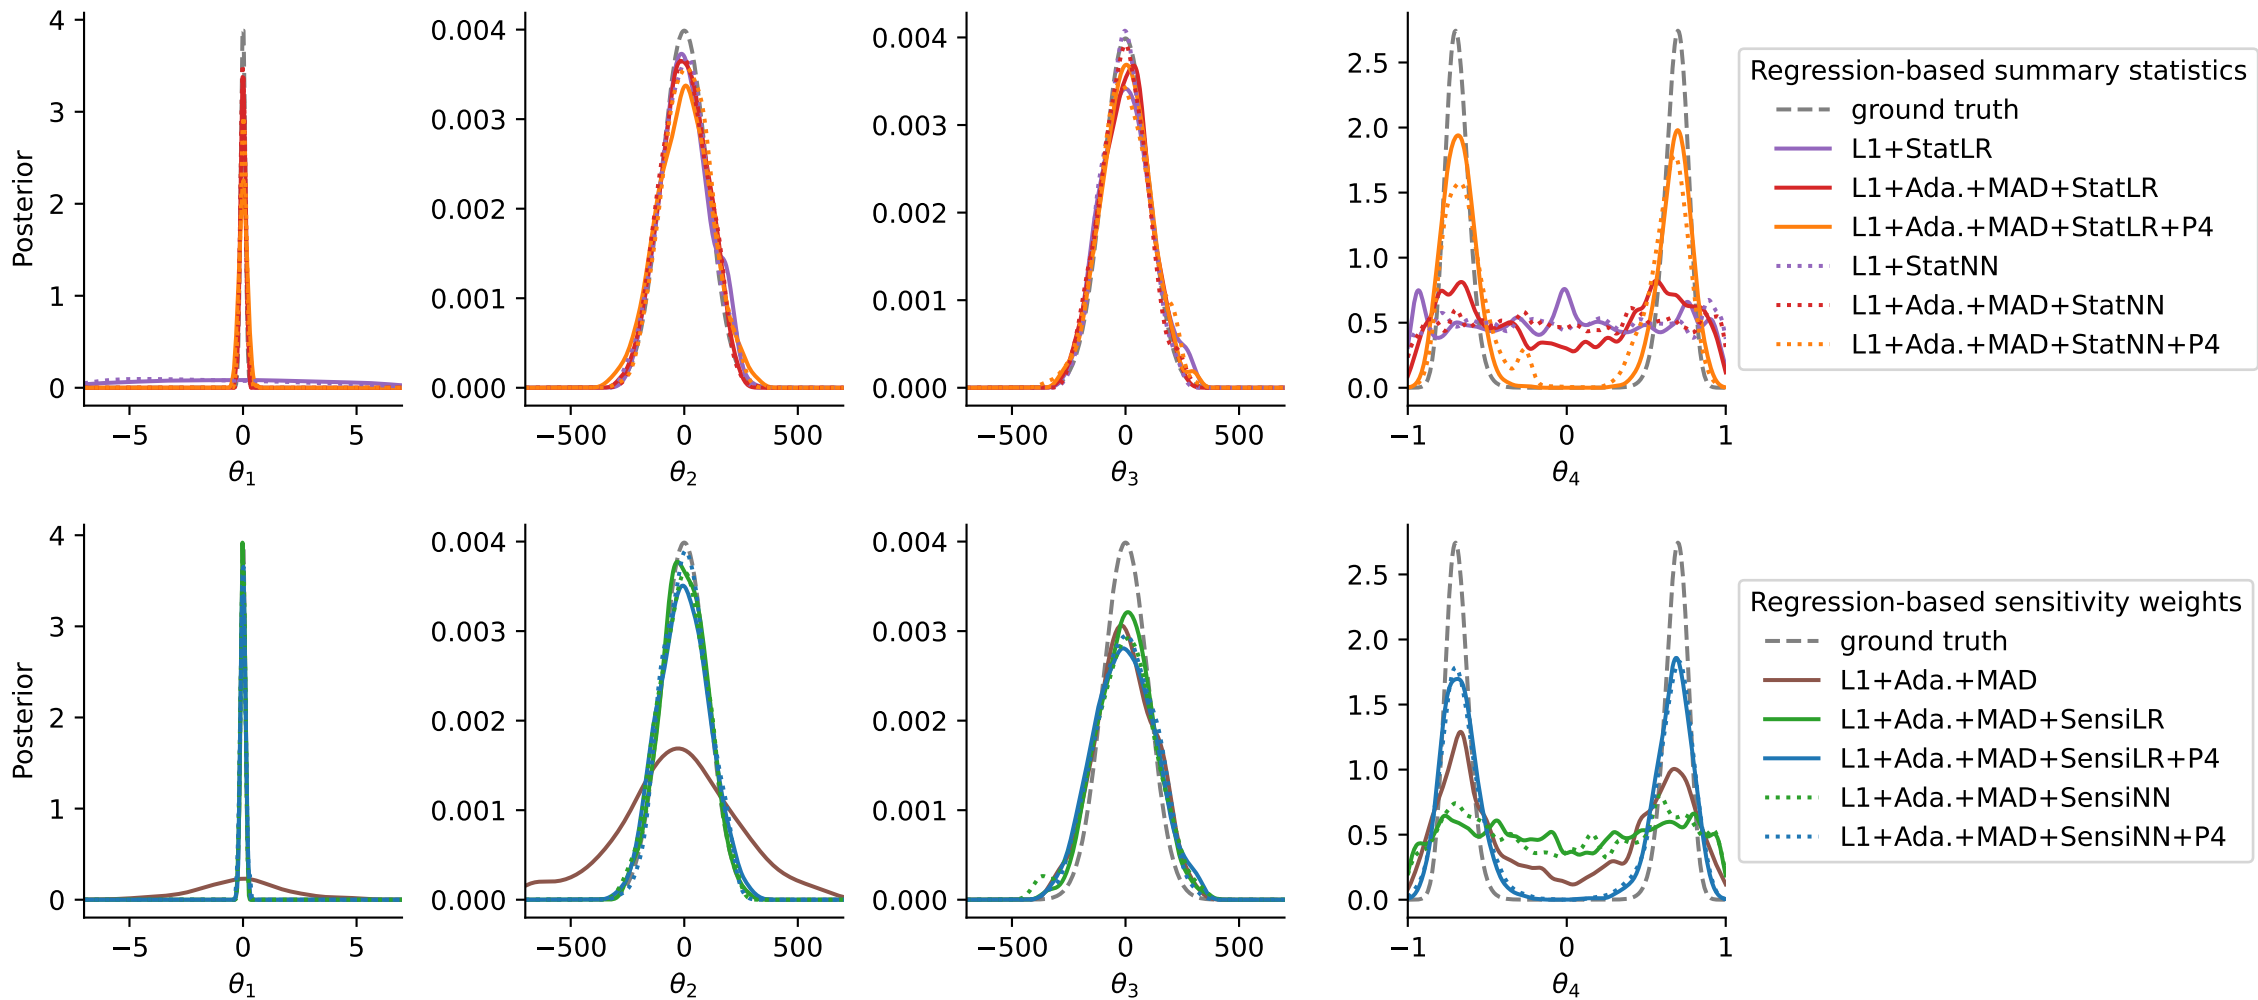 Posterior
4
3
2
1
0
−5 0 5
θ1
0.004
0.003
0.002
0.001
0.000
−500 0 500
θ2
0.004
0.003
0.002
0.001
0.000
−500 0 500
θ3
2.5
2.0
1.5
1.0
0.5
0.0
−1 0 1
θ4
Regression-based summary statistics
ground truth
L1+StatLR
L1+Ada.+MAD+StatLR
L1+Ada.+MAD+StatLR+P4
L1+StatNN
L1+Ada.+MAD+StatNN
L1+Ada.+MAD+StatNN+P4
Posterior
4
3
2
1
0
−5 0 5
θ1
0.004
0.003
0.002
0.001
0.000
−500 0 500
θ2
0.004
0.003
0.002
0.001
0.000
−500 0 500
θ3
2.5
2.0
1.5
1.0
0.5
0.0
−1 0 1
θ4
Regression-based sensitivity weights
ground truth
L1+Ada.+MAD
L1+Ada.+MAD+SensiLR
L1+Ada.+MAD+SensiLR+P4
L1+Ada.+MAD+SensiNN
L1+Ada.+MAD+SensiNN+P4